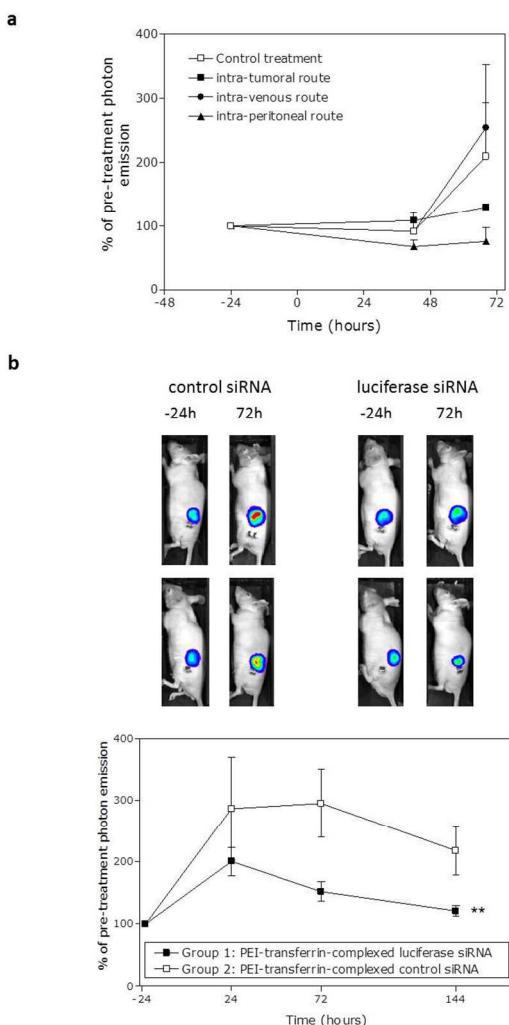 a
400
300
200
100
0
% of pre-treatment photon
emission
Control treatment
intra-tumoral route
intra-venous route
intra-peritoneal route
-48
-24
0
24
48
72
Time (hours)
b
control siRNA
luciferase siRNA
-24h
72h
-24h
72h
400
300
200
100
0
% of pre-treatment photon emission
**
Group 1: PEI-transferrin-complexed luciferase siRNA
Group 2: PEI-transferrin-complexed control siRNA
-24
24
72
144
Time (hours)